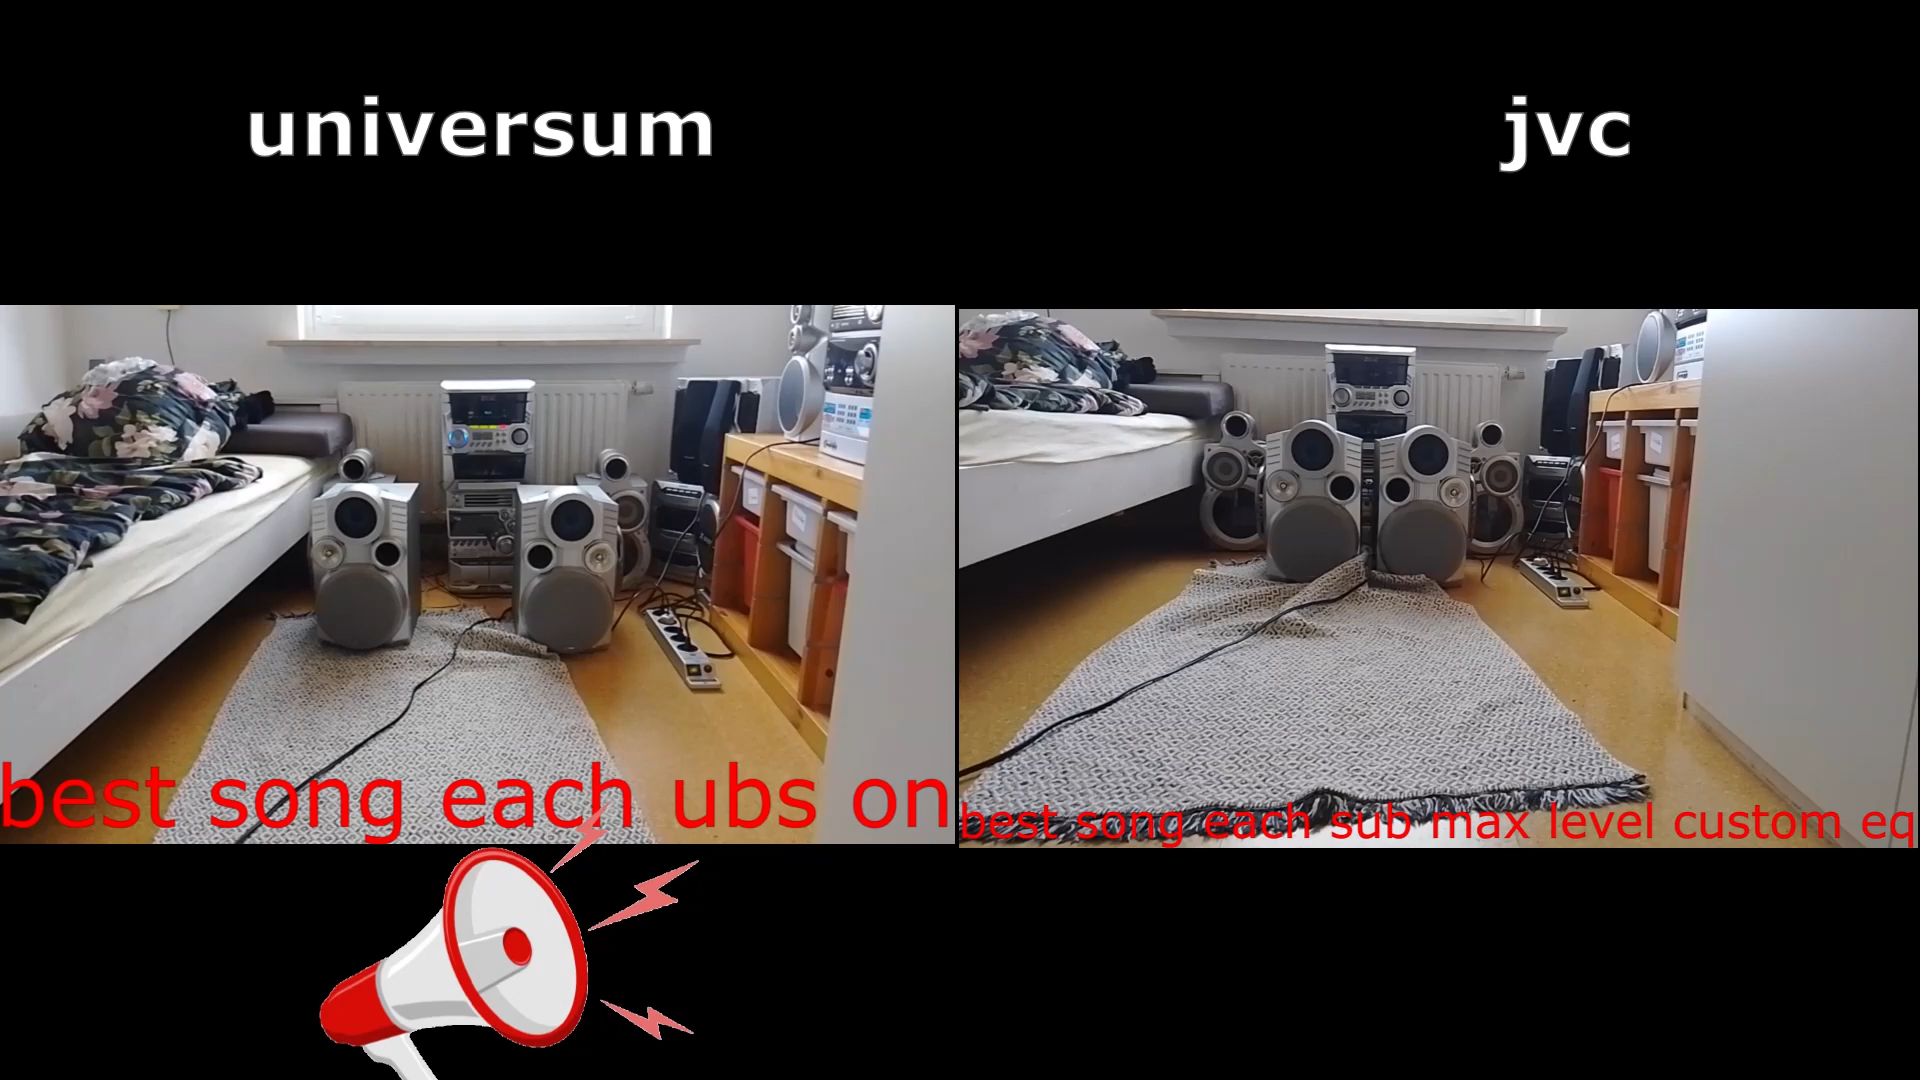 universum
jvc
best song each ubs on
best song each sub max level custom eq